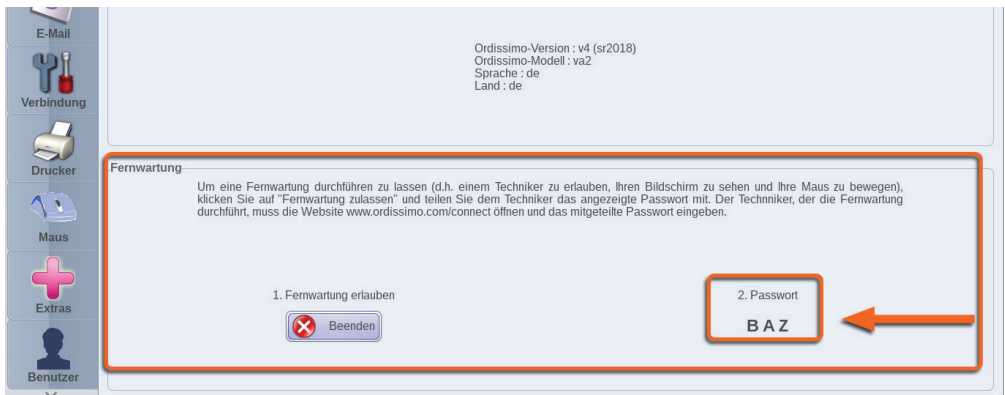 E-Mail
Verbindung
Drucker
Maus
Extras
Benutzer
Ordissimo-Version : v4 (sr2018)
Ordissimo-Modell : va2
Sprache : de
Land : de
Fernwartung
Um eine Fernwartung durchführen zu lassen (d.h. einem Techniker zu erlauben, Ihren Bildschirm zu sehen und Ihre Maus zu bewegen),
klicken Sie auf "Fernwartung zulassen" und teilen Sie dem Techniker das angezeigte Passwort mit. Der Technniker, der die Fernwartung
durchführt, muss die Website www.ordissimo.com/connect öffnen und das mitgeteilte Passwort eingeben.
1. Fernwartung erlauben
Beenden
2. Passwort
B A Z